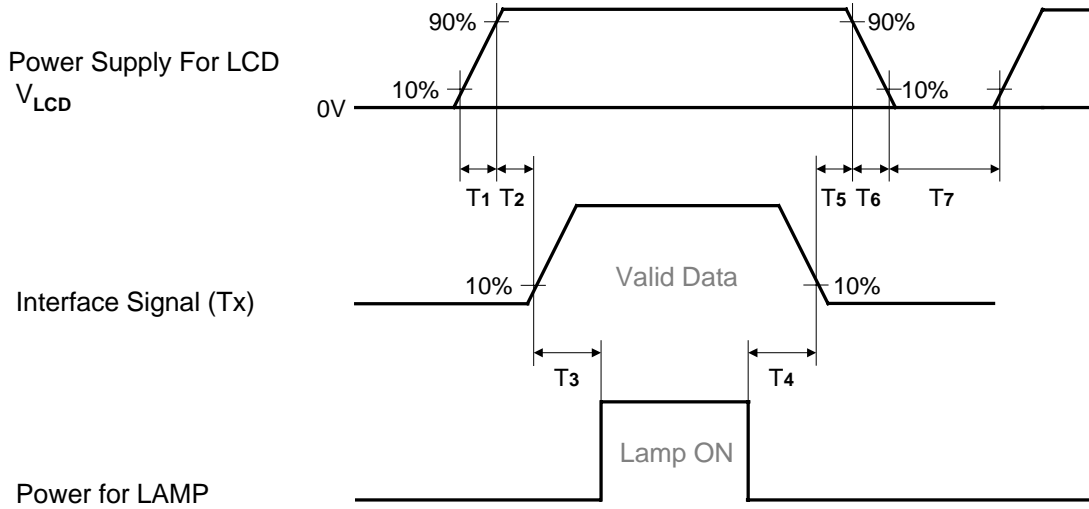 90%
90%
Power Supply For LCD
VLCD
10%
10%
0V
T1 T2
T5 T6 T7
Valid Data
10%
10%
Interface Signal (Tx)
T3
T4
Lamp ON
Power for LAMP